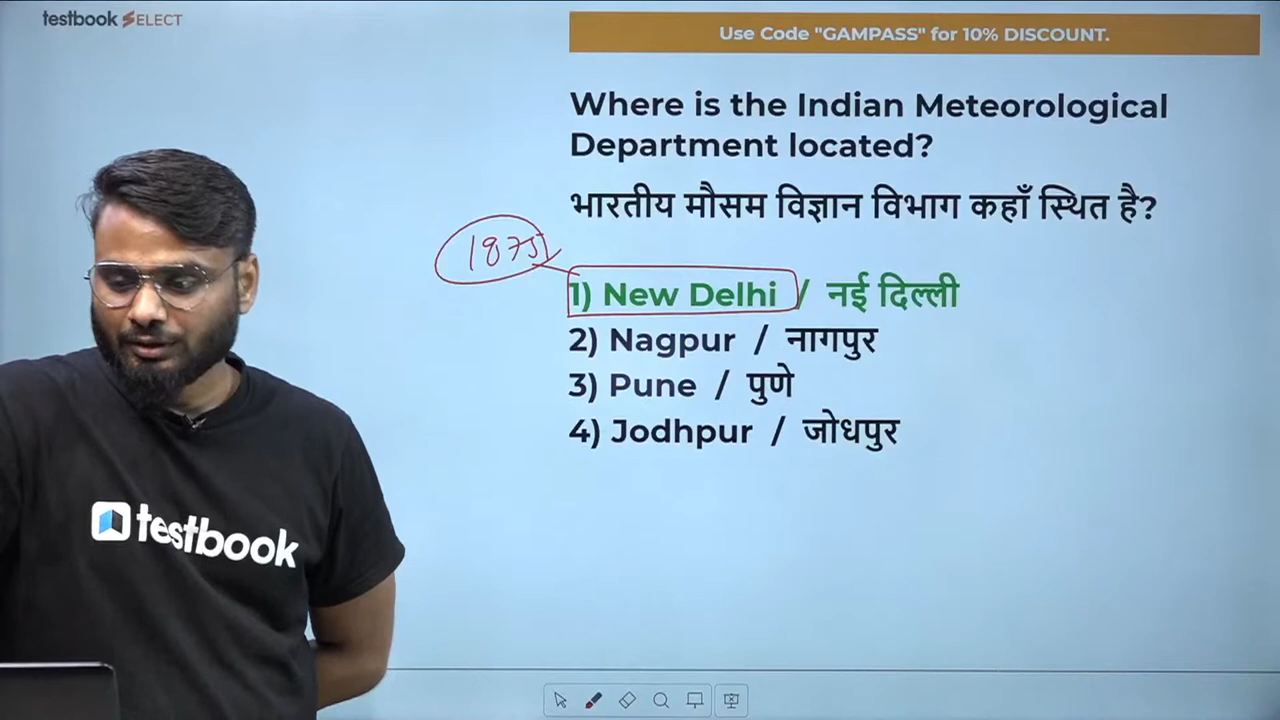 testbook SELECT
Use Code "GAMPASS" for 10% DISCOUNT.
Where is the Indian Meteorological
Department located?
भारतीय मौसम विज्ञान विभाग कहाँ स्थित है?
1875
1) New Delhi / नई दिल्ली
2) Nagpur / नागपुर
3) Pune / पुणे
4) Jodhpur / जोधपुर
testbook